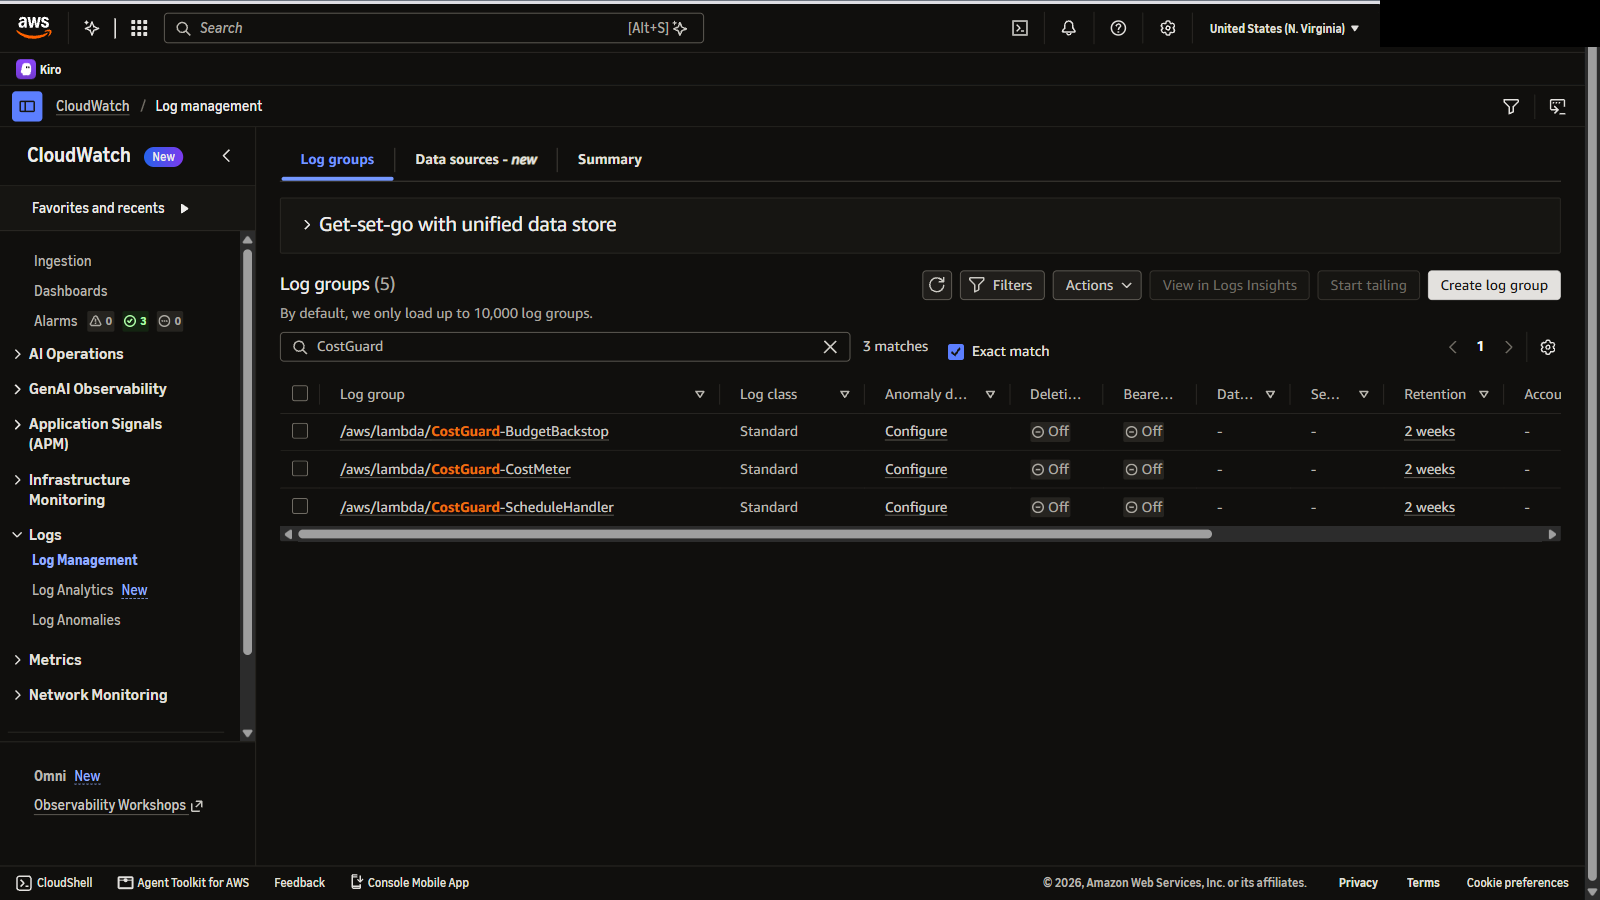 aws
Search [Alt+S]
United States (N. Virginia)
Kiro
CloudWatch / Log management
CloudWatch New
Favorites and recents
Ingestion
Dashboards
Alarms 0 3 0
AI Operations
GenAI Observability
Application Signals
(APM)
Infrastructure
Monitoring
Logs
Log Management
Log Analytics New
Log Anomalies
Metrics
Network Monitoring
Omni New
Observability Workshops
Log groups
Data sources - new
Summary
Get-set-go with unified data store
Log groups (5)
Filters Actions View in Logs Insights Start tailing Create log group
By default, we only load up to 10,000 log groups.
CostGuard 3 matches Exact match 1
Log group Log class Anomaly d... Deleti... Beare... Dat... Se... Retention Accou
/aws/lambda/CostGuard-BudgetBackstop Standard Configure Off Off - - 2 weeks -
/aws/lambda/CostGuard-CostMeter Standard Configure Off Off - - 2 weeks -
/aws/lambda/CostGuard-ScheduleHandler Standard Configure Off Off - - 2 weeks -
CloudShell Agent Toolkit for AWS Feedback Console Mobile App © 2026, Amazon Web Services, Inc. or its affiliates. Privacy Terms Cookie preferences